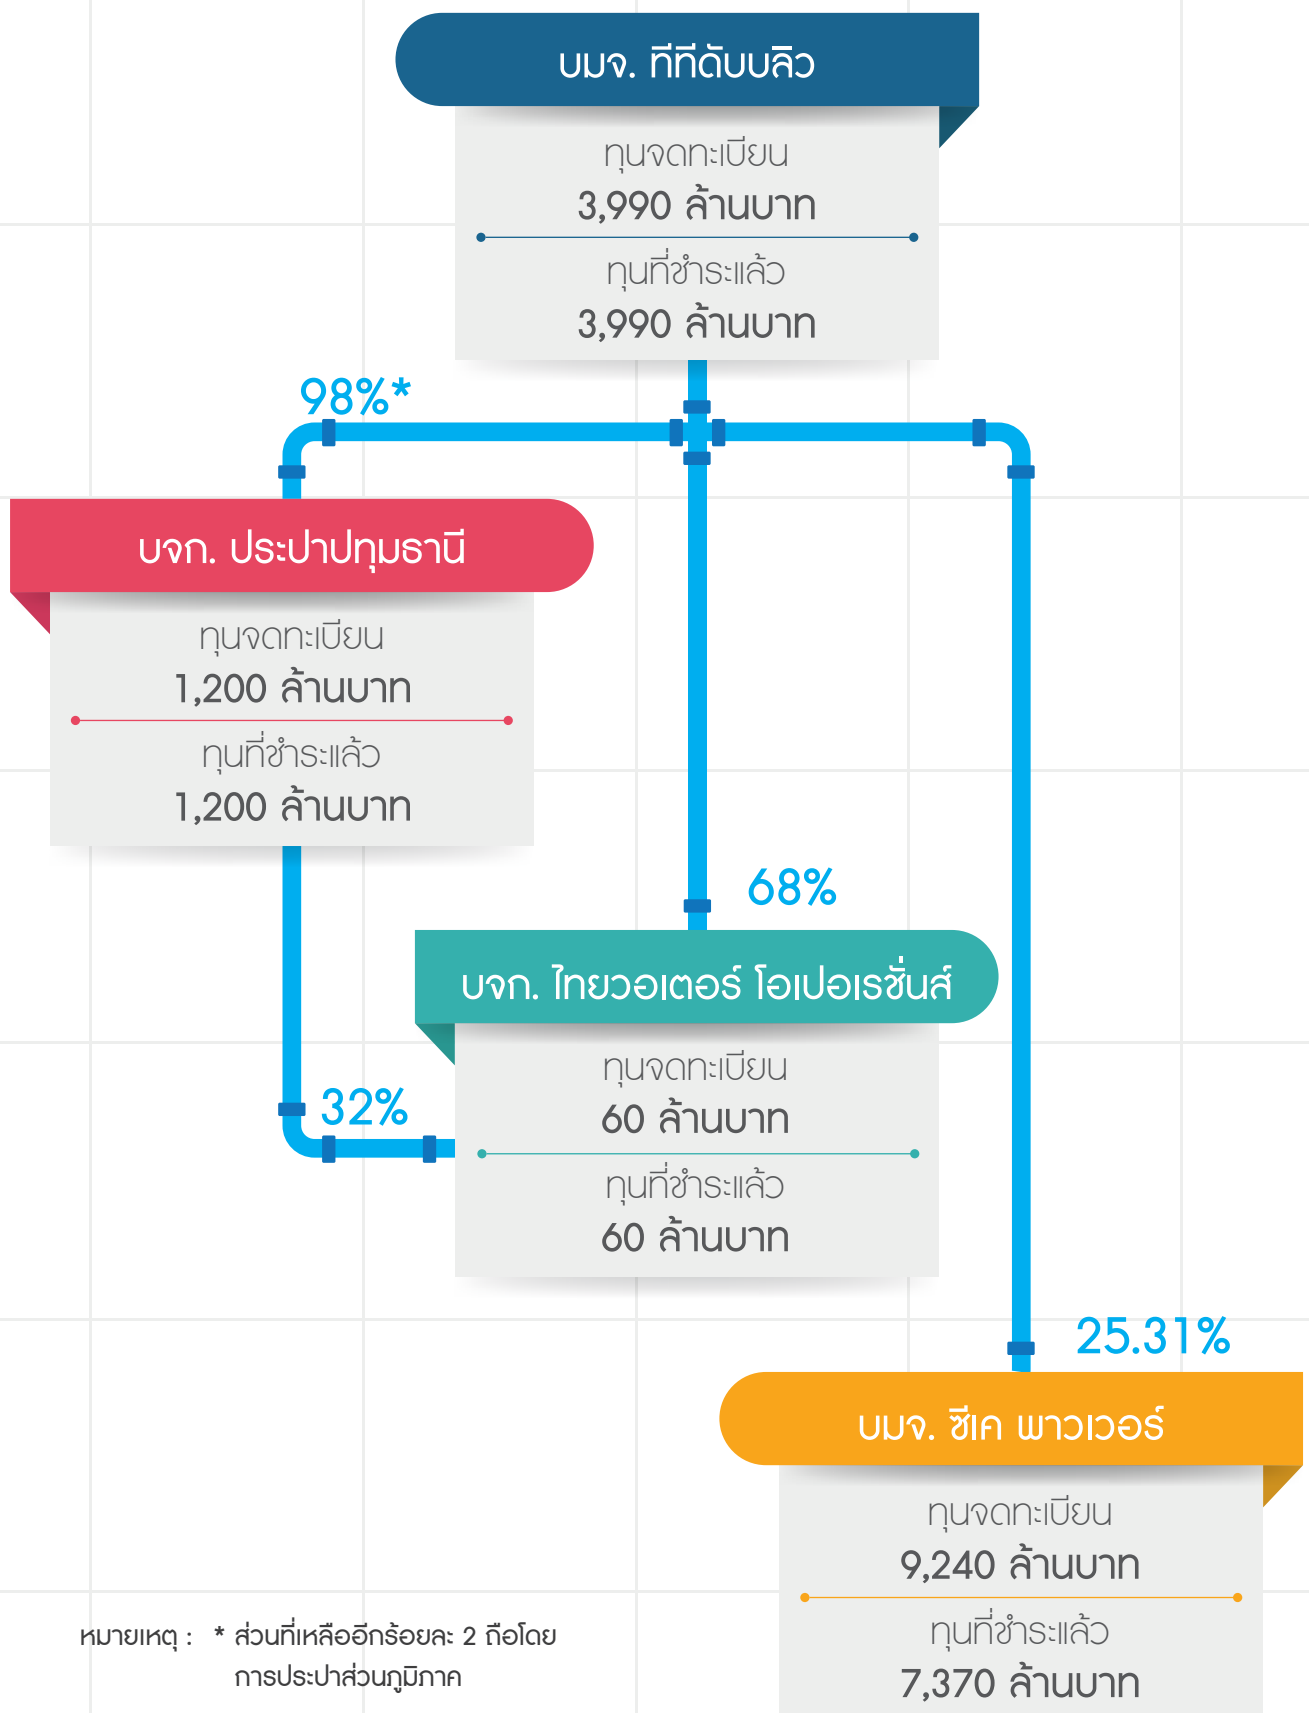 บมจ. ทีทีดับบลิว
ทุนจดทะเบียน
3,990 ล้านบาท
ทุนที่ชำระแล้ว
3,990 ล้านบาท
98%*
บจก. ประปาปทุมธานี
ทุนจดทะเบียน
1,200 ล้านบาท
ทุนที่ชำระแล้ว
1,200 ล้านบาท
68%
บจก. ไทยวอเตอร์ โอเปอเรชั่นส์
ทุนจดทะเบียน
60 ล้านบาท
32%
ทุนที่ชำระแล้ว
60 ล้านบาท
25.31%
บมจ. ซีเค พาวเวอร์
ทุนจดทะเบียน
9,240 ล้านบาท
ทุนที่ชำระแล้ว
7,370 ล้านบาท
หมายเหตุ : * ส่วนที่เหลืออีกร้อยละ 2 ถือโดย
การประปาส่วนภูมิภาค